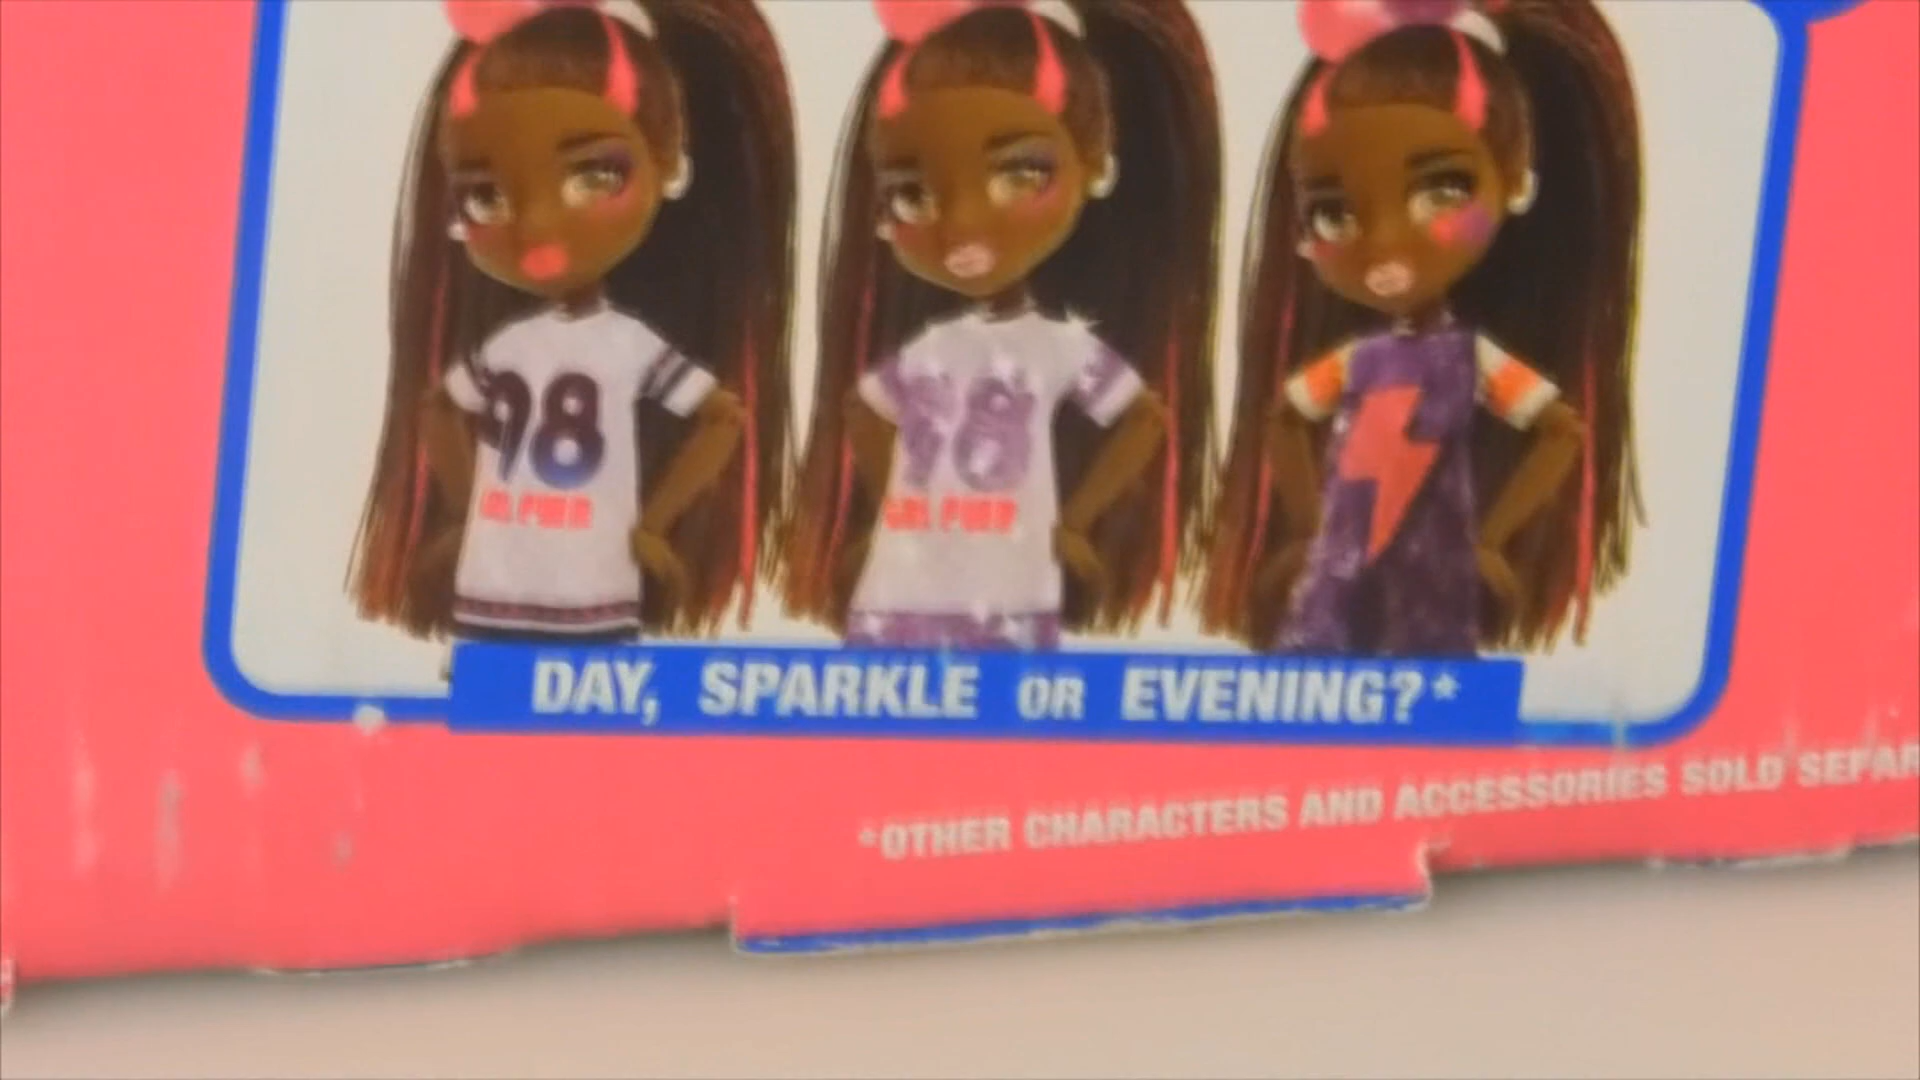 98
98
DAY, SPARKLE OR EVENING?*
*OTHER CHARACTERS AND ACCESSORIES SOLD SEPAR